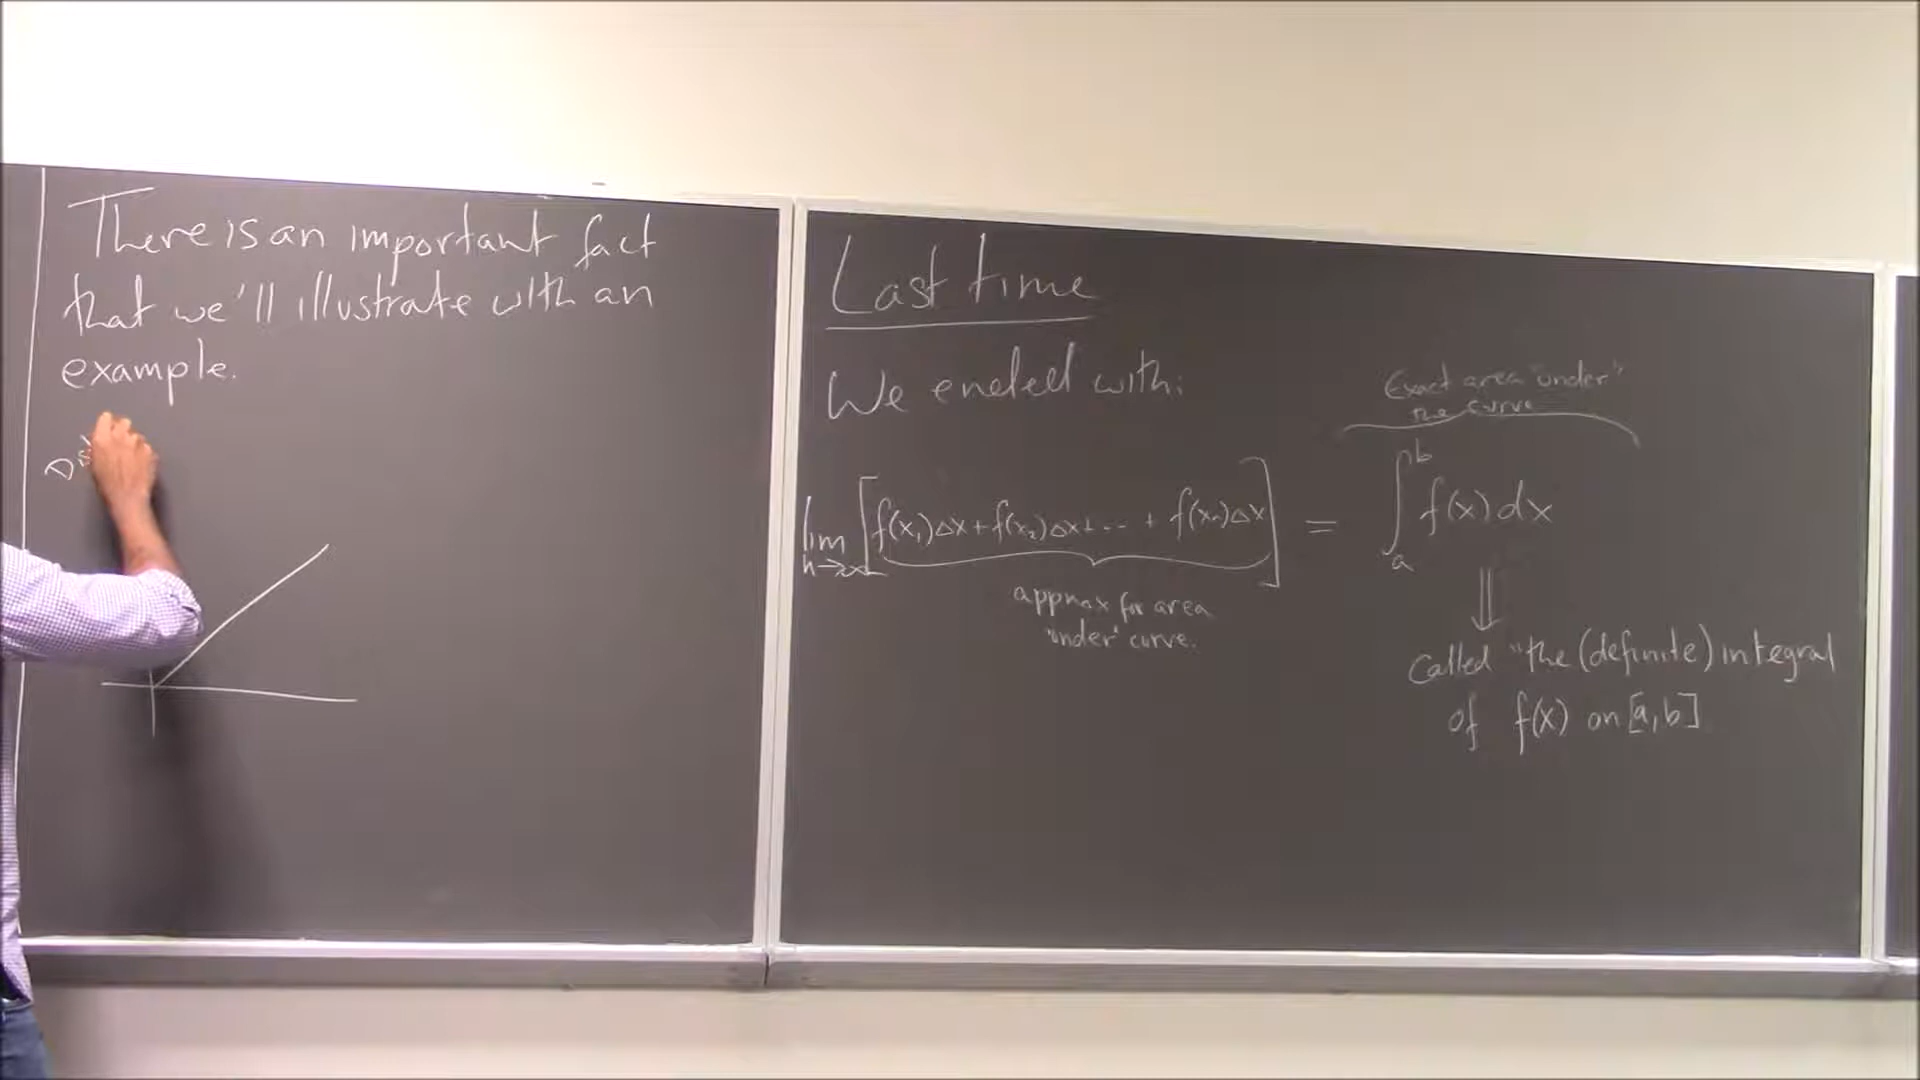 There is an important fact
that we'll illustrate with an
example.
Last time
We ended with:
Exact area "under"
the curve
lim n→∞ [f(x₁)Δx + f(x₂)Δx + ... + f(xₙ)Δx] = ∫ₐᵇ f(x)dx
approx for area
"under" curve.
⇓
Called "the (definite) integral
of f(x) on [a,b]